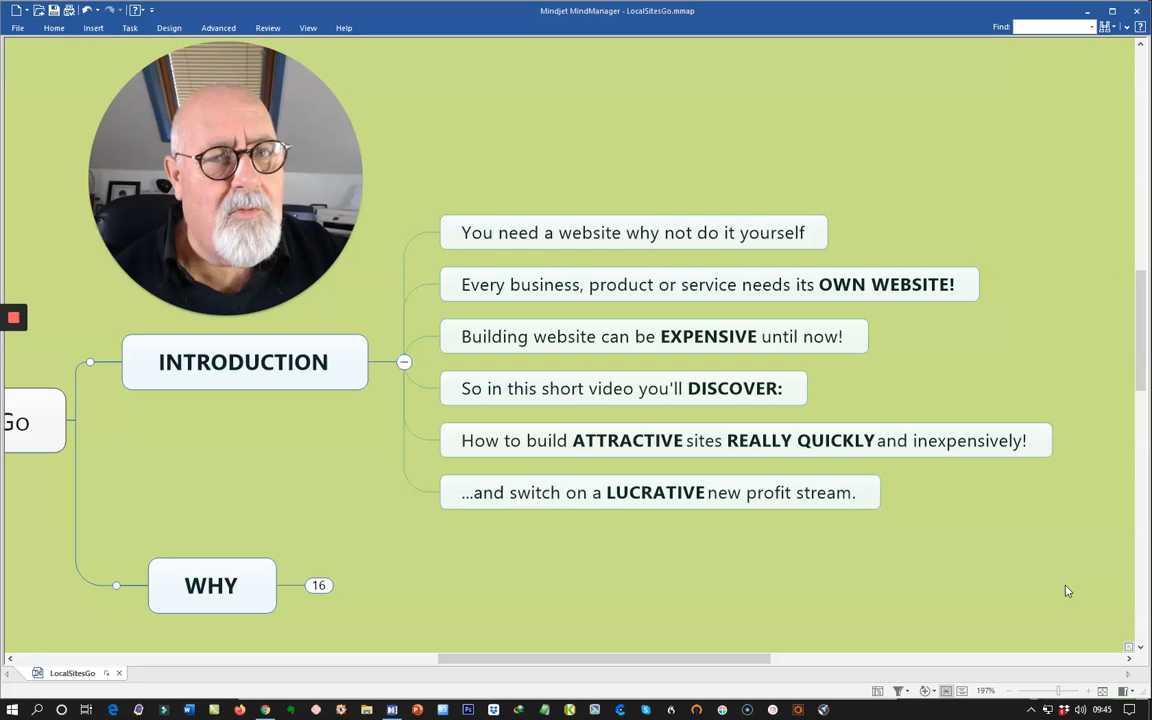 Mindjet MindManager - LocalSitesGo.mmap
File Home Insert Task Design Advanced Review View Help
Find:
You need a website why not do it yourself
Every business, product or service needs its OWN WEBSITE!
Building website can be EXPENSIVE until now!
INTRODUCTION
So in this short video you'll DISCOVER:
Go
How to build ATTRACTIVE sites REALLY QUICKLY and inexpensively!
...and switch on a LUCRATIVE new profit stream.
WHY
16
LocalSitesGo
197%
09:45